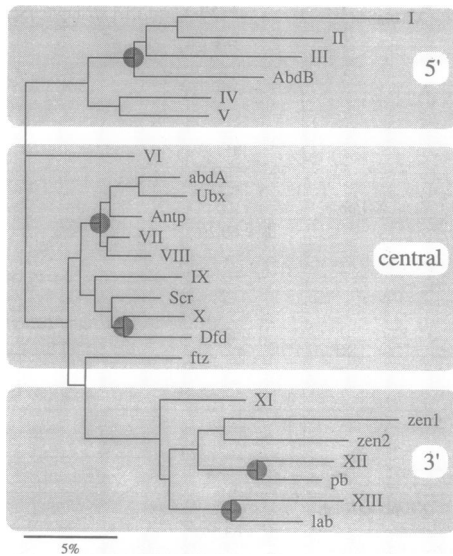 I
II
III
5'
AbdB
IV
V
VI
abdA
Ubx
Antp
VII
central
VIII
IX
Scr
X
Dfd
ftz
XI
zen1
zen2
XII
3'
pb
XIII
lab
5%